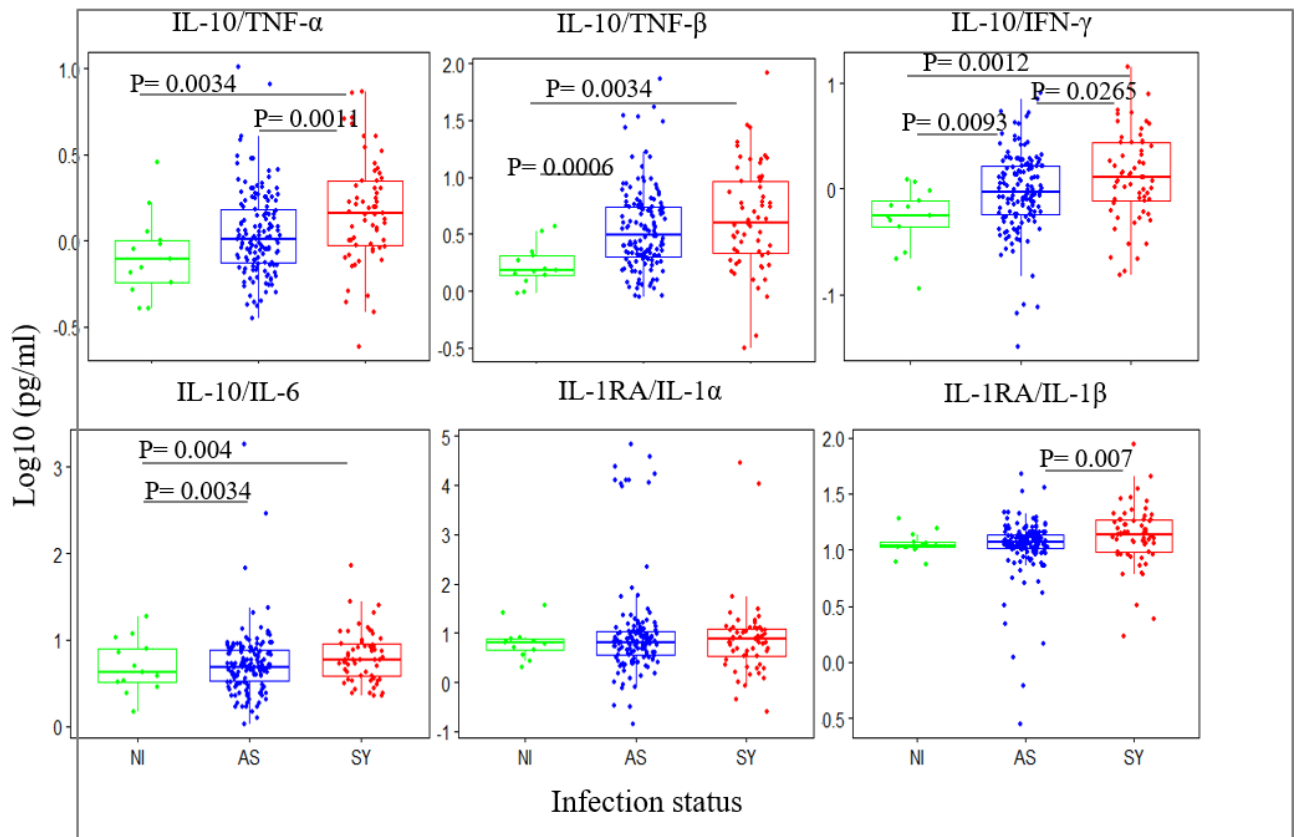 IL-10/TNF-α IL-10/TNF-β IL-10/IFN-γ
P= 0.0034
P= 0.0011
1.0
0.5
0.0
-0.5
P= 0.0034
P= 0.0006
2.0
1.5
1.0
0.5
0.0
-0.5
P= 0.0012
P= 0.0265
P= 0.0093
1
0
-1
Log10 (pg/ml)
IL-10/IL-6 IL-1RA/IL-1α IL-1RA/IL-1β
P= 0.004
P= 0.0034
3
2
1
0
NI AS SY
5
4
3
2
1
0
-1
NI AS SY
P= 0.007
2.0
1.5
1.0
0.0
0.5
NI AS SY
Infection status